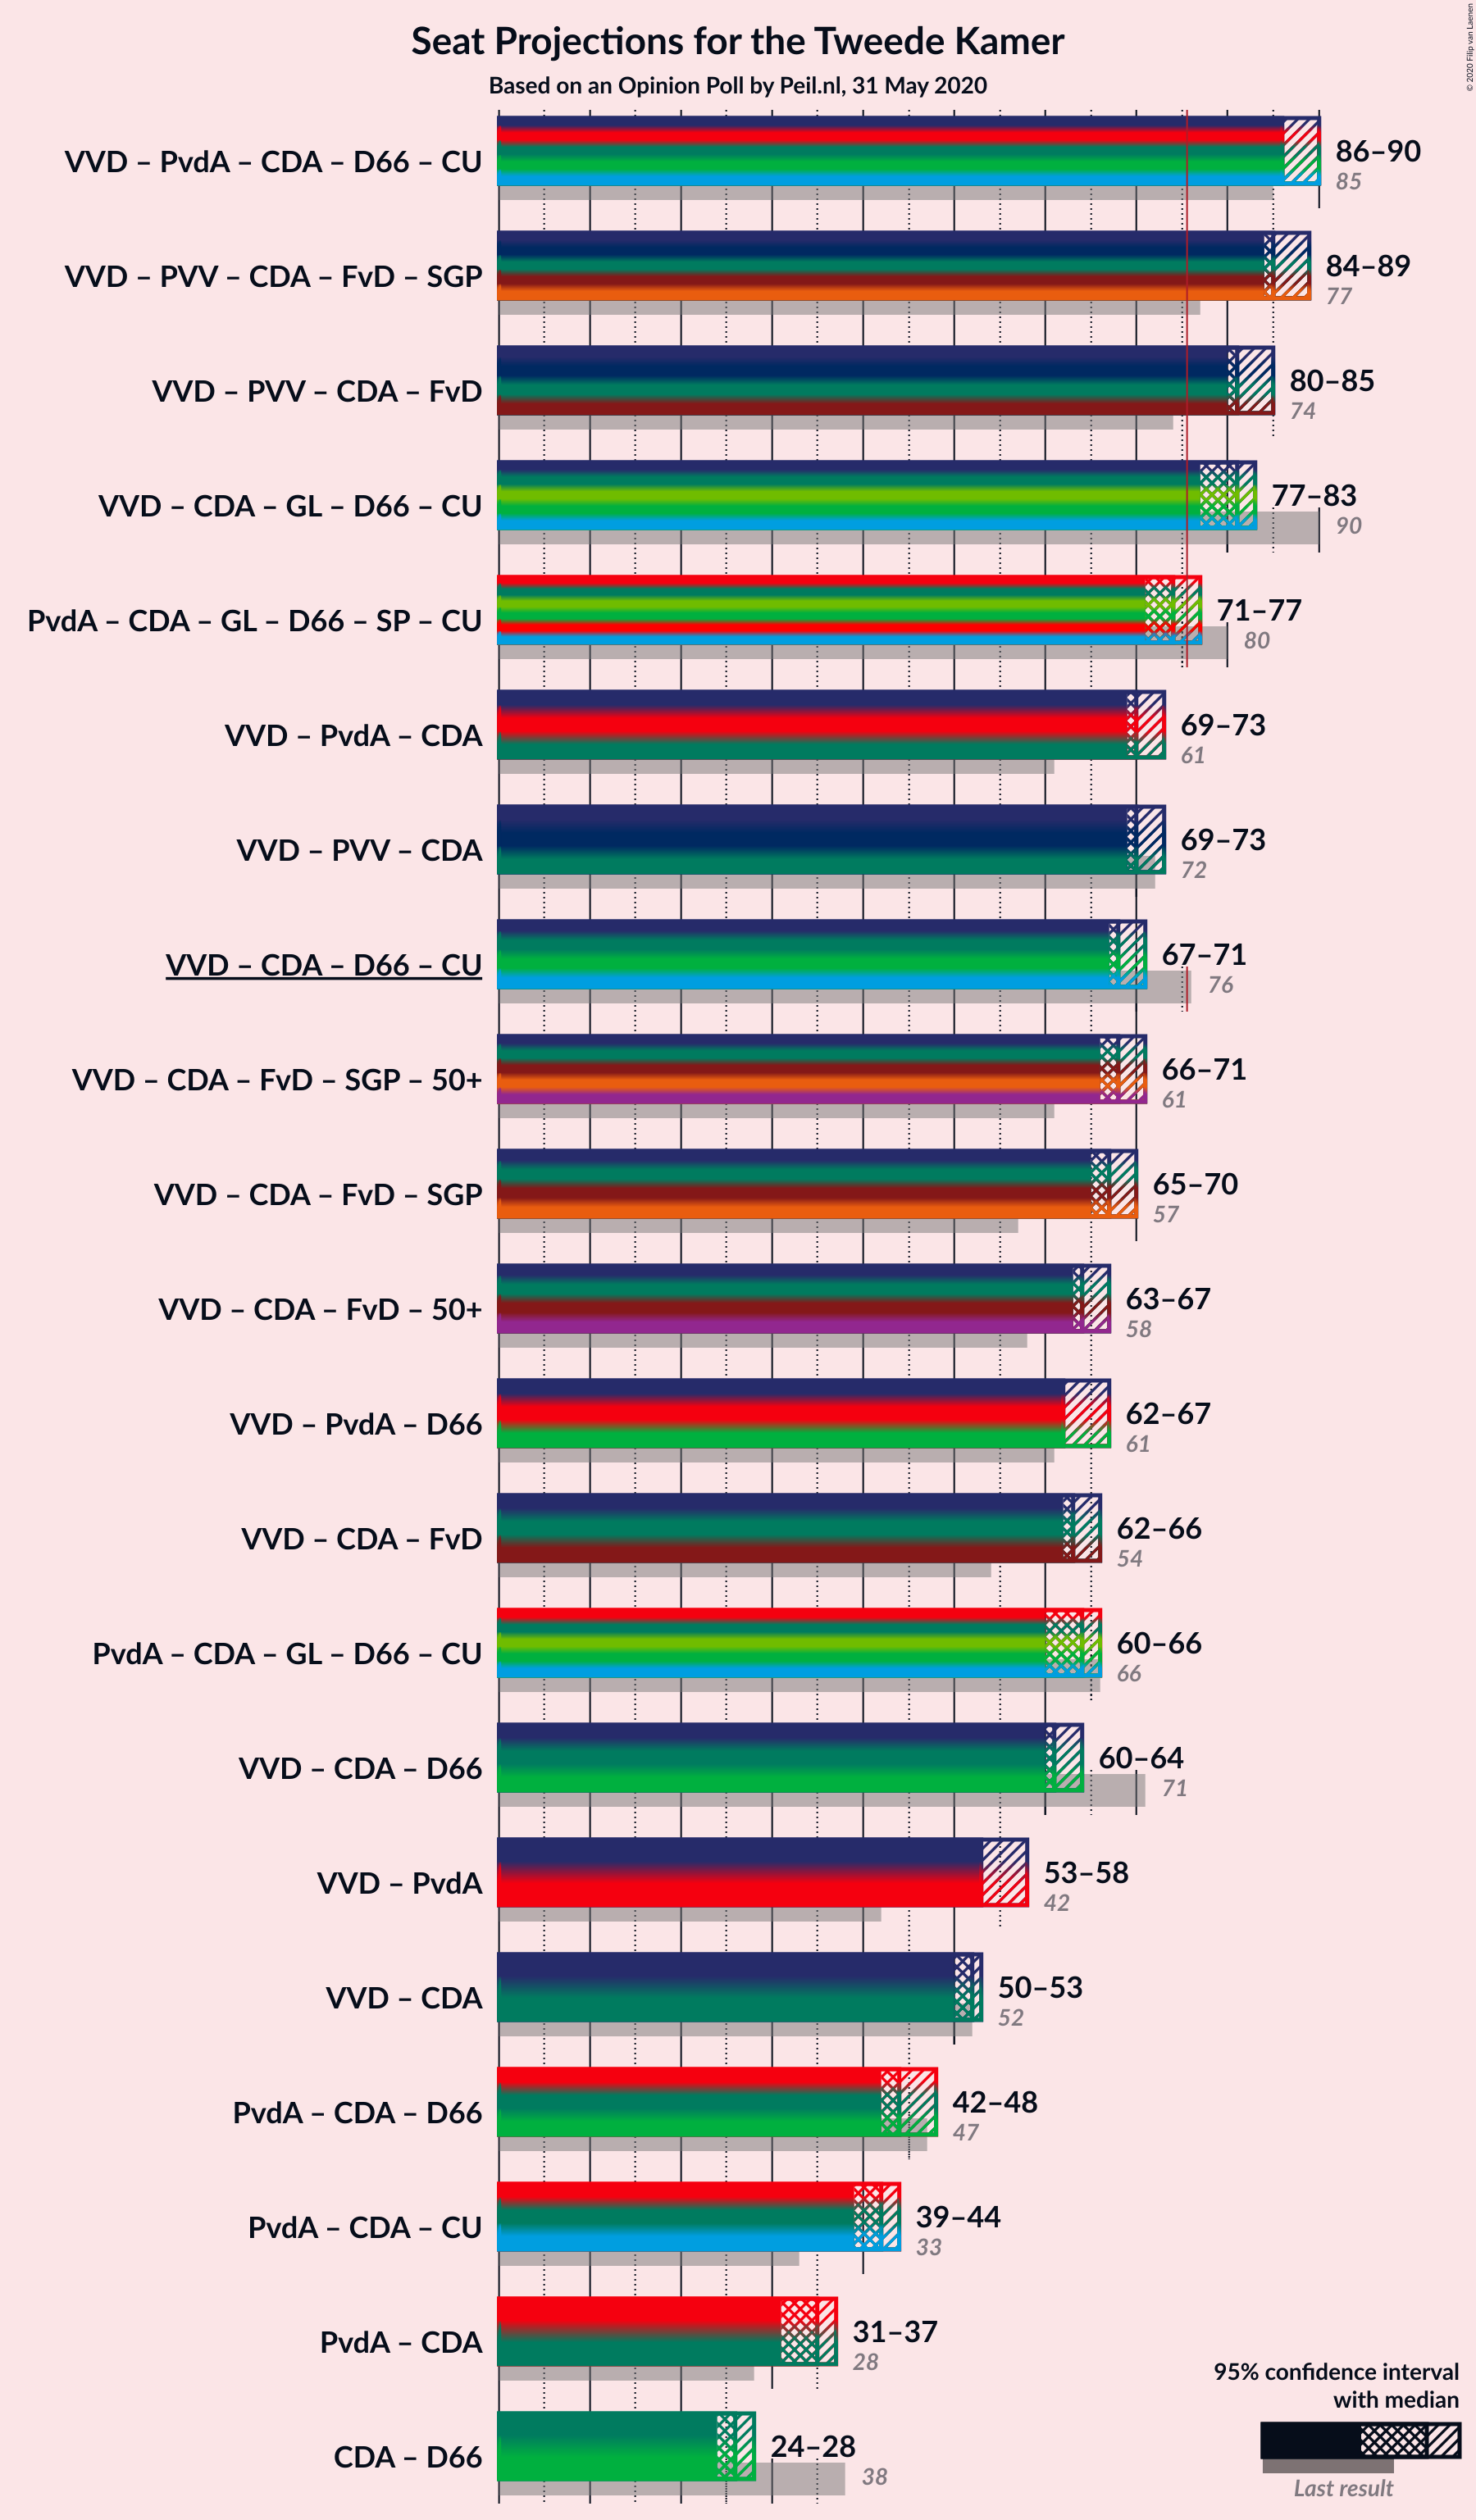 Seat Projections for the Tweede Kamer
Based on an Opinion Poll by Peil.nl, 31 May 2020
© 2020 Filip van Laenen
VVD – PvdA – CDA – D66 – CU
86–90
85
VVD – PVV – CDA – FvD – SGP
84–89
77
VVD – PVV – CDA – FvD
80–85
74
VVD – CDA – GL – D66 – CU
77–83
90
PvdA – CDA – GL – D66 – SP – CU
71–77
80
VVD – PvdA – CDA
69–73
61
VVD – PVV – CDA
69–73
72
VVD – CDA – D66 – CU
67–71
76
VVD – CDA – FvD – SGP – 50+
66–71
61
VVD – CDA – FvD – SGP
65–70
57
VVD – CDA – FvD – 50+
63–67
58
VVD – PvdA – D66
62–67
61
VVD – CDA – FvD
62–66
54
PvdA – CDA – GL – D66 – CU
60–66
66
VVD – CDA – D66
60–64
71
VVD – PvdA
53–58
42
VVD – CDA
50–53
52
PvdA – CDA – D66
42–48
47
PvdA – CDA – CU
39–44
33
PvdA – CDA
31–37
28
CDA – D66
24–28
38
95% confidence interval
with median
Last result